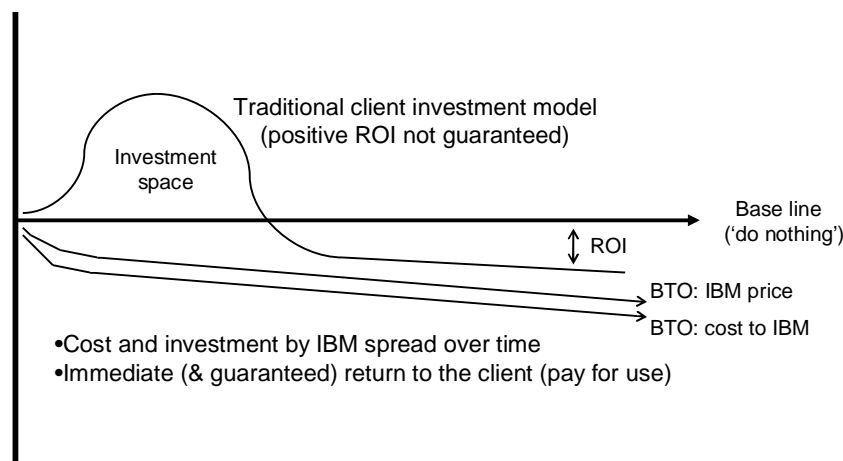 Traditional client investment model
(positive ROI not guaranteed)
Investment
space
Base line
(‘do nothing’)
ROI
BTO: IBM price
BTO: cost to IBM
•Cost and investment by IBM spread over time
•Immediate (& guaranteed) return to the client (pay for use)